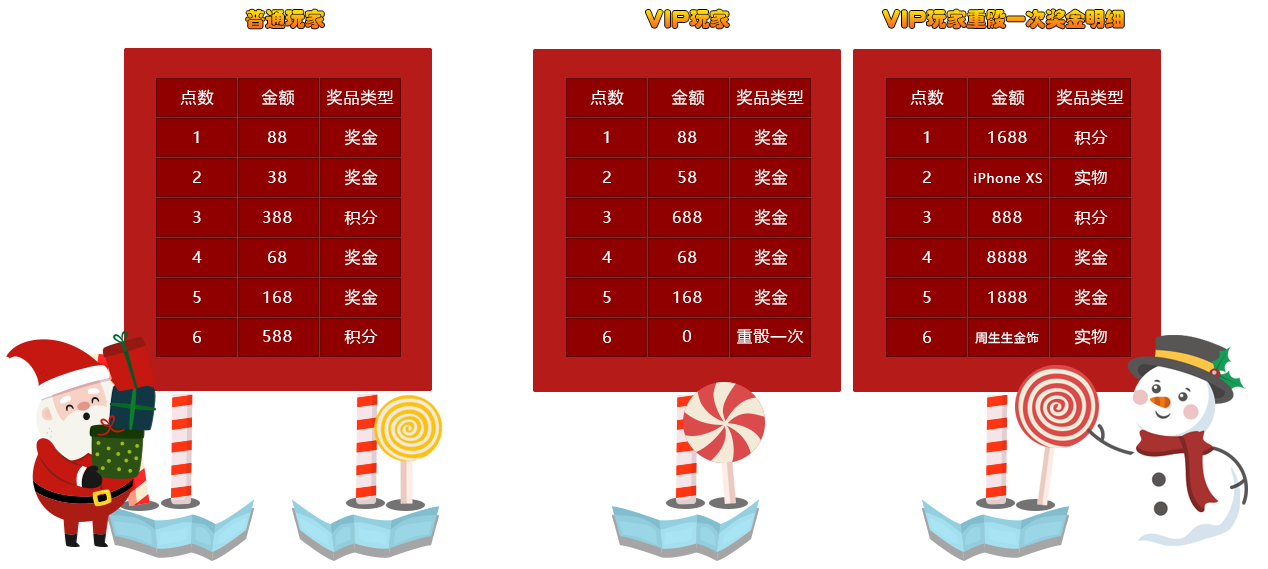 普通玩家
点数 金额 奖品类型
1 88 奖金
2 38 奖金
3 388 积分
4 68 奖金
5 168 奖金
6 588 积分
VIP玩家
点数 金额 奖品类型
1 88 奖金
2 58 奖金
3 688 奖金
4 68 奖金
5 168 奖金
6 0 重骰一次
VIP玩家重骰一次奖金明细
点数 金额 奖品类型
1 1688 积分
2 iPhone XS 实物
3 888 积分
4 8888 奖金
5 1888 奖金
6 周生生金饰 实物